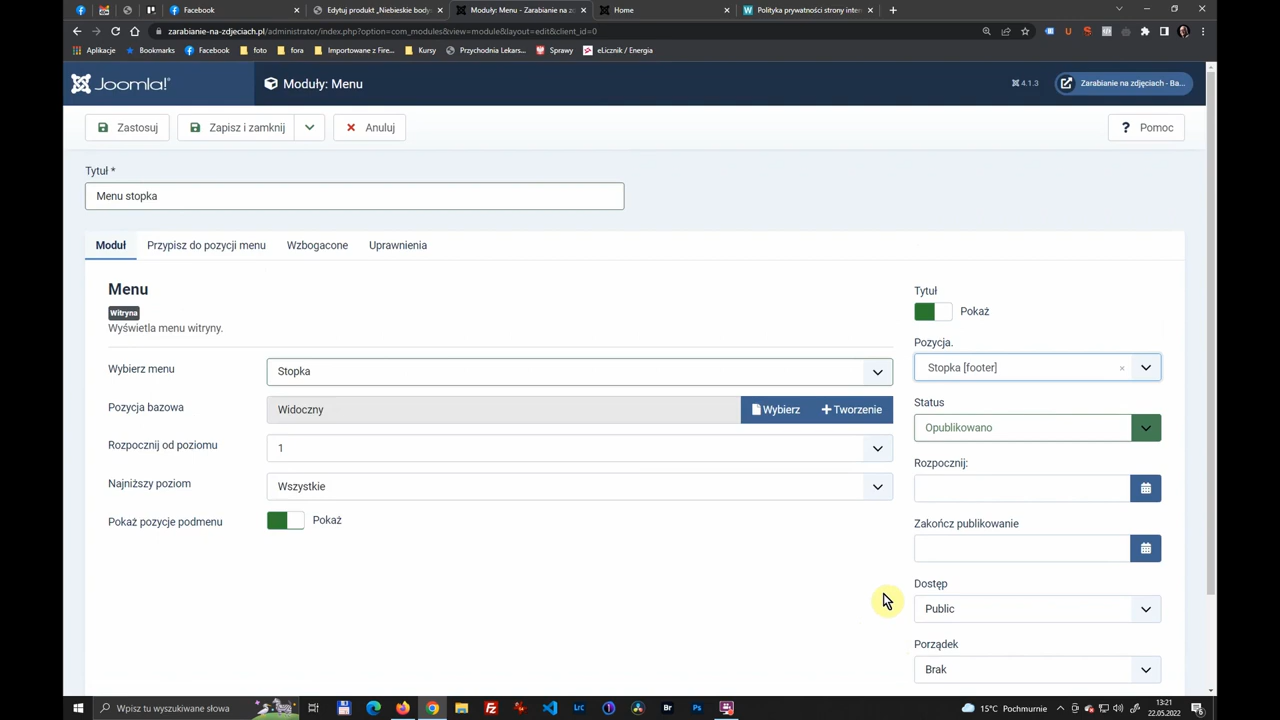 Facebook
Edytuj produkt „Niebieskie body
Moduły: Menu - Zarabianie na zd
Home
Polityka prywatności strony inter
zarabianie-na-zdjeciach.pl/administrator/index.php?option=com_modules&view=module&layout=edit&client_id=0
Aplikacje
Bookmarks
Facebook
foto
fora
Importowane z Fire...
Kursy
Przychodnia Lekars...
Sprawy
eLicznik / Energia
Joomla!
Moduły: Menu
4.1.3
Zarabianie na zdjęciach - Ba...
Zastosuj
Zapisz i zamknij
Anuluj
? Pomoc
Tytuł *
Menu stopka
Moduł
Przypisz do pozycji menu
Wzbogacone
Uprawnienia
Menu
Witryna
Wyświetla menu witryny.
Wybierz menu
Stopka
Pozycja bazowa
Widoczny
Wybierz
+ Tworzenie
Rozpocznij od poziomu
1
Najniższy poziom
Wszystkie
Pokaż pozycje podmenu
Pokaż
Tytuł
Pokaż
Pozycja.
Stopka [footer]
×
Status
Opublikowano
Rozpocznij:
Zakończ publikowanie
Dostęp
Public
Porządek
Brak
Wpisz tu wyszukiwane słowa
Lrc
Br
Ps
15°C Pochmurnie
13:21
22.05.2022